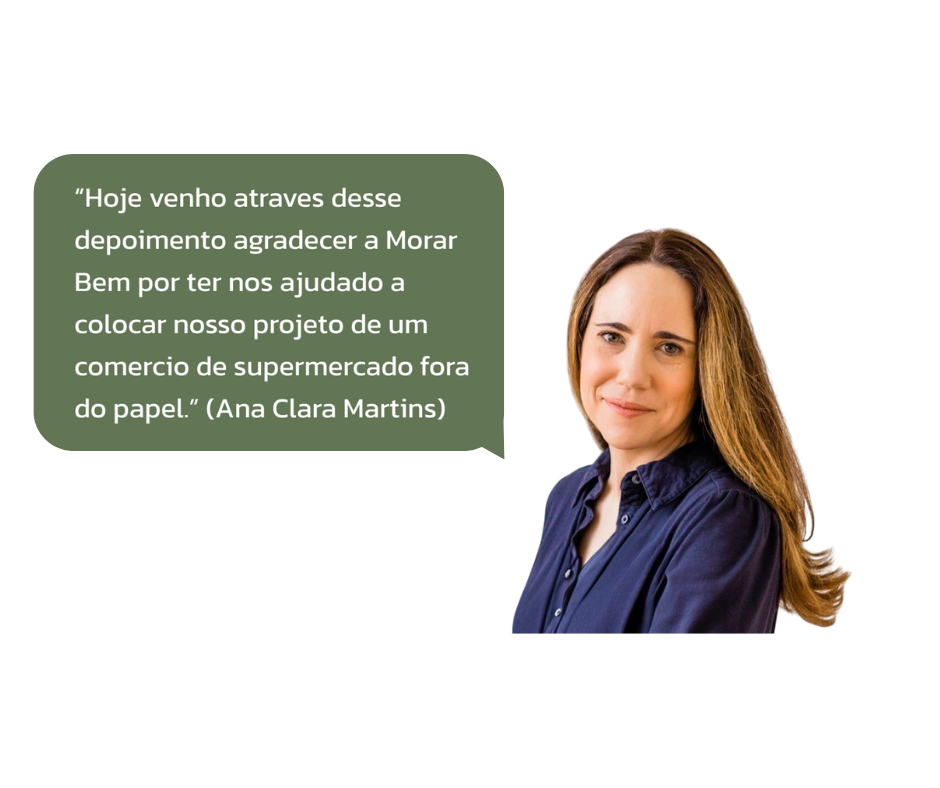 “Hoje venho atraves desse
depoimento agradecer a Morar
Bem por ter nos ajudado a
colocar nosso projeto de um
comercio de supermercado fora
do papel.” (Ana Clara Martins)